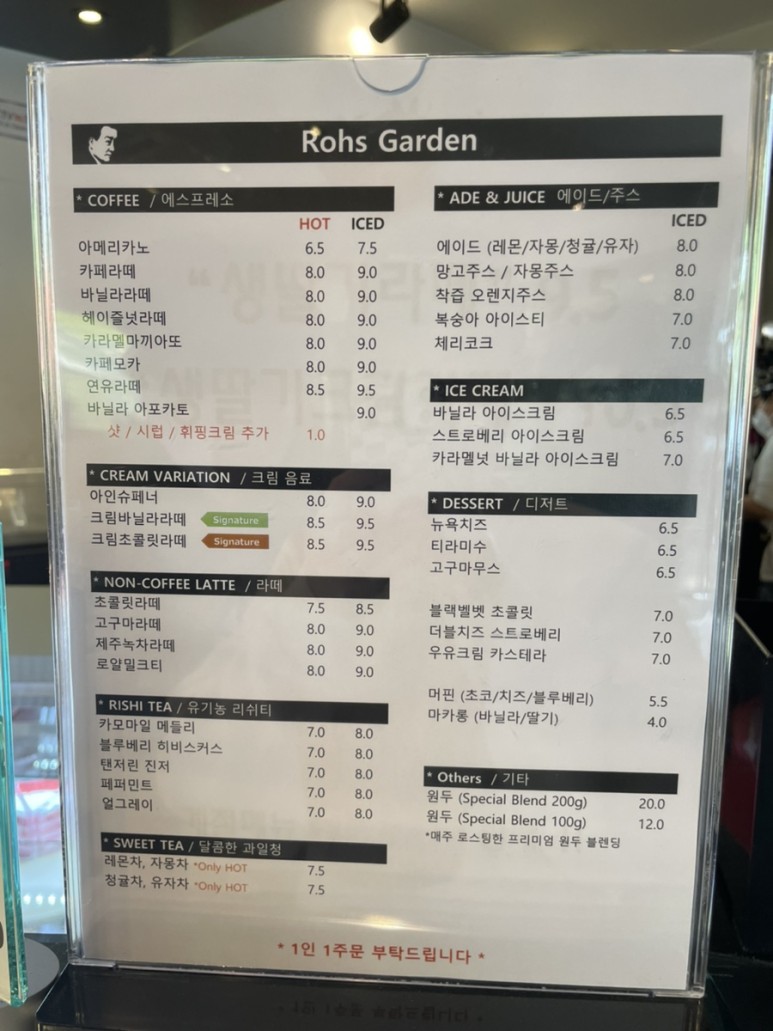 Rohs Garden
* COFFEE / 에스프레소
HOT ICED
아메리카노 6.5 7.5
카페라떼 8.0 9.0
바닐라라떼 8.0 9.0
헤이즐넛라떼 8.0 9.0
카라멜마끼아또 8.0 9.0
카페모카 8.0 9.0
연유라떼 8.5 9.5
바닐라 아포카토 9.0
샷 / 시럽 / 휘핑크림 추가 1.0
* CREAM VARIATION / 크림 음료
아인슈페너 8.0 9.0
크림바닐라라떼 Signature 8.5 9.5
크림초콜릿라떼 Signature 8.5 9.5
* NON-COFFEE LATTE / 라떼
초콜릿라떼 7.5 8.5
고구마라떼 8.0 9.0
제주녹차라떼 8.0 9.0
로얄밀크티 8.0 9.0
* RISHI TEA / 유기농 리쉬티
카모마일 메들리 7.0 8.0
블루베리 히비스커스 7.0 8.0
탠저린 진저 7.0 8.0
페퍼민트 7.0 8.0
얼그레이 7.0 8.0
* SWEET TEA / 달콤한 과일청
레몬차, 자몽차 *Only HOT 7.5
청귤차, 유자차 *Only HOT 7.5
* ADE & JUICE 에이드/주스
ICED
에이드 (레몬/자몽/청귤/유자) 8.0
망고주스 / 자몽주스 8.0
착즙 오렌지주스 8.0
복숭아 아이스티 7.0
체리코크 7.0
* ICE CREAM
바닐라 아이스크림 6.5
스트로베리 아이스크림 6.5
카라멜넛 바닐라 아이스크림 7.0
* DESSERT / 디저트
뉴욕치즈 6.5
티라미수 6.5
고구마무스 6.5
블랙벨벳 초콜릿 7.0
더블치즈 스트로베리 7.0
우유크림 카스테라 7.0
머핀 (초코/치즈/블루베리) 5.5
마카롱 (바닐라/딸기) 4.0
* Others / 기타
원두 (Special Blend 200g) 20.0
원두 (Special Blend 100g) 12.0
*매주 로스팅한 프리미엄 원두 블렌딩
* 1인 1주문 부탁드립니다 *